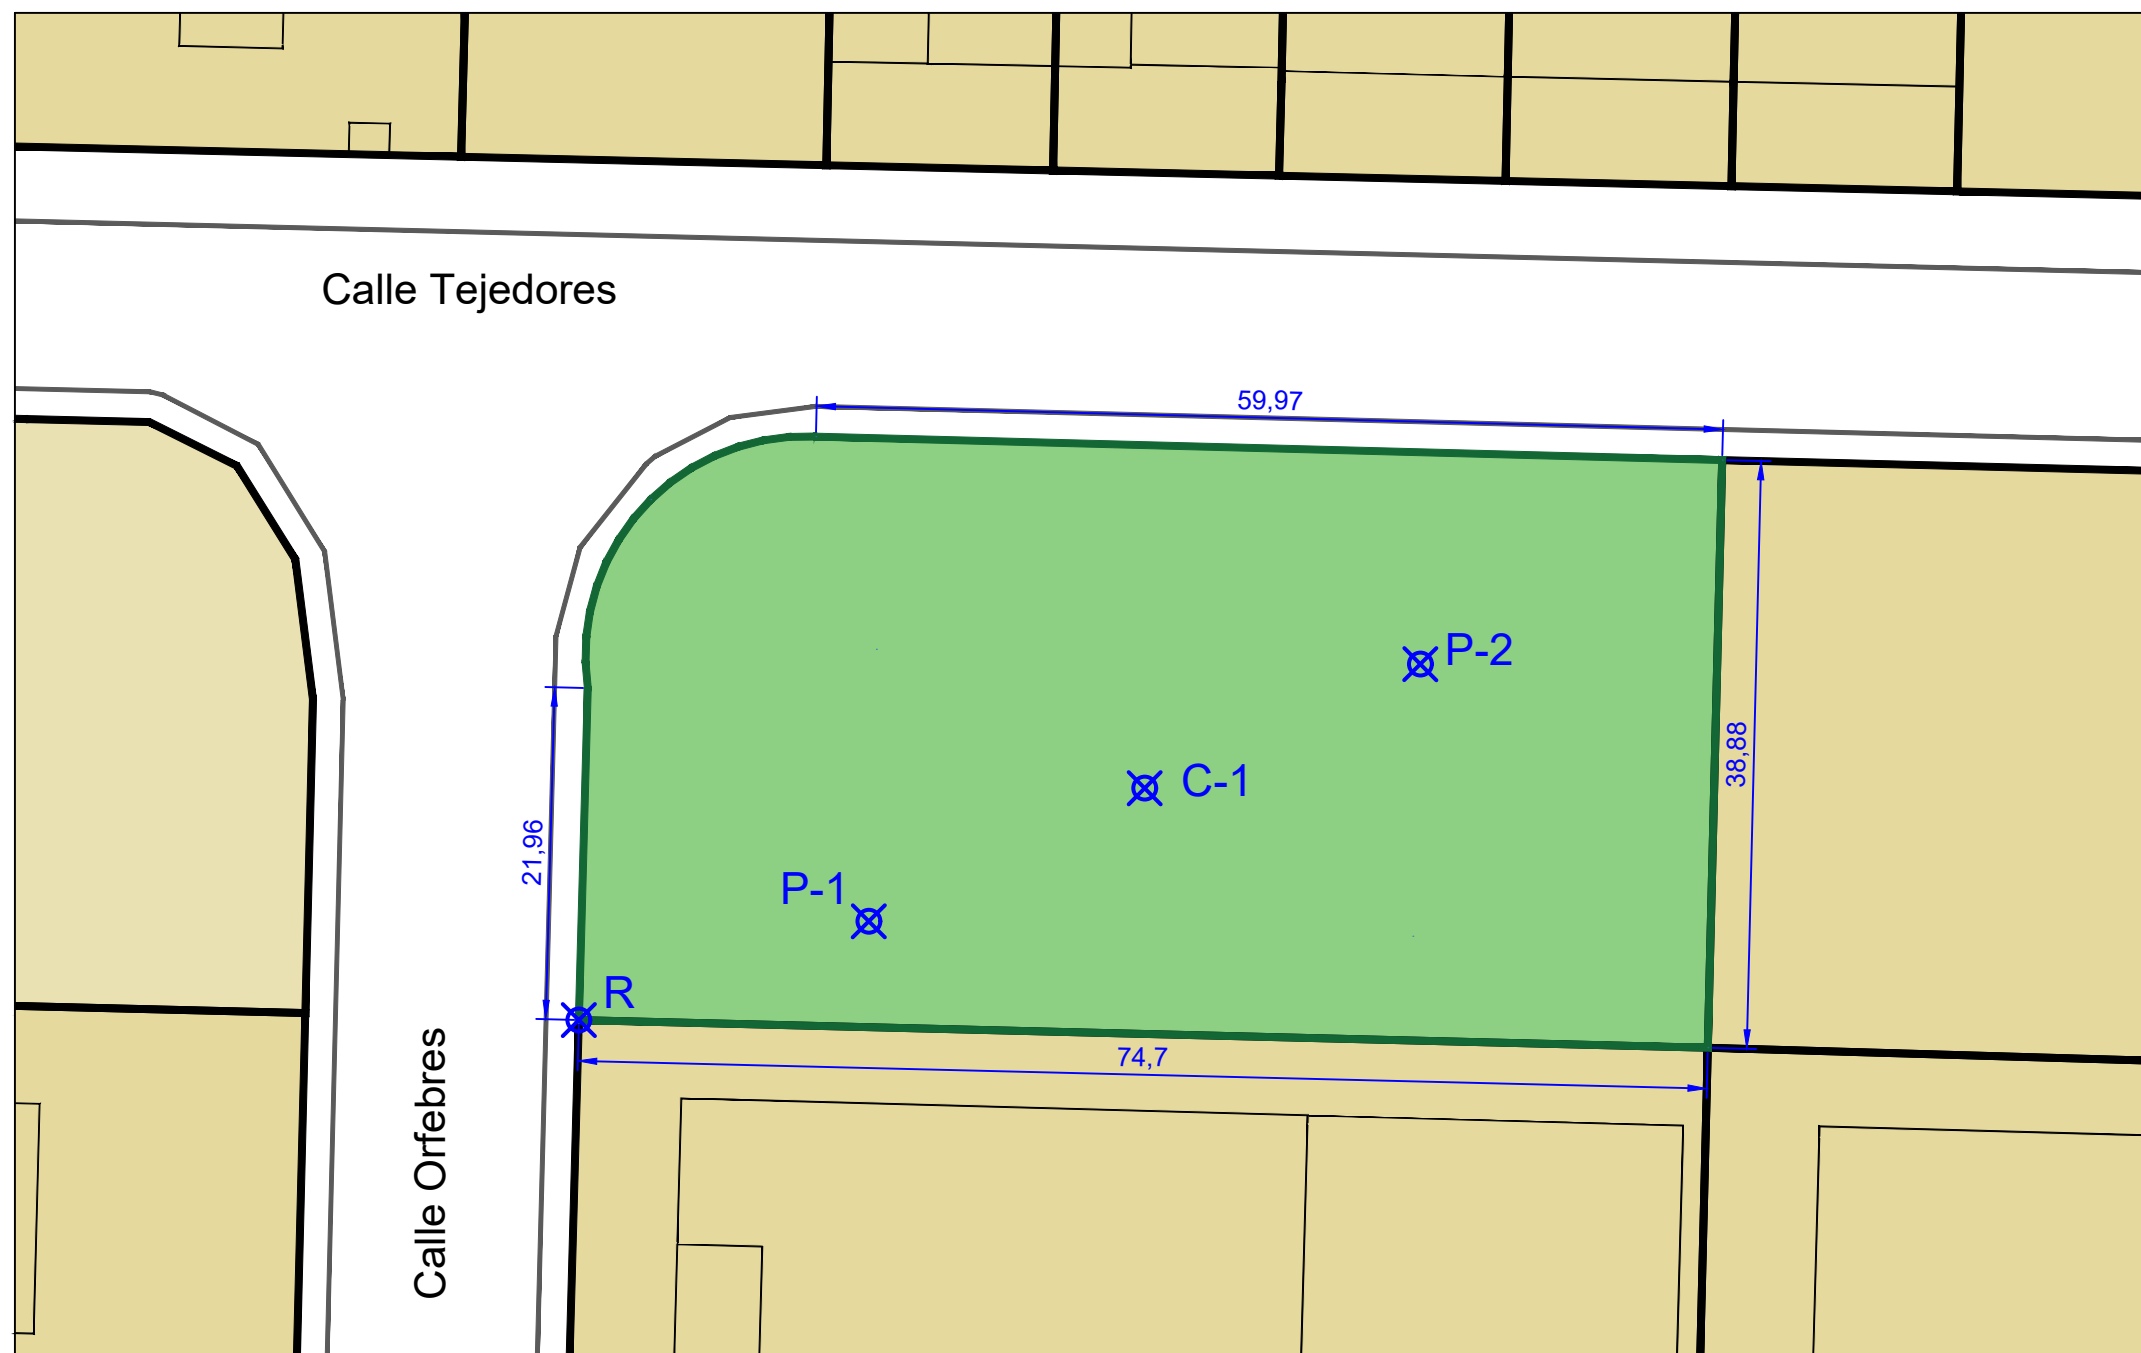 Calle Tejedores
59,97
P-2
38,88
C-1
21,96
P-1
R
74,7
Calle Orfebres